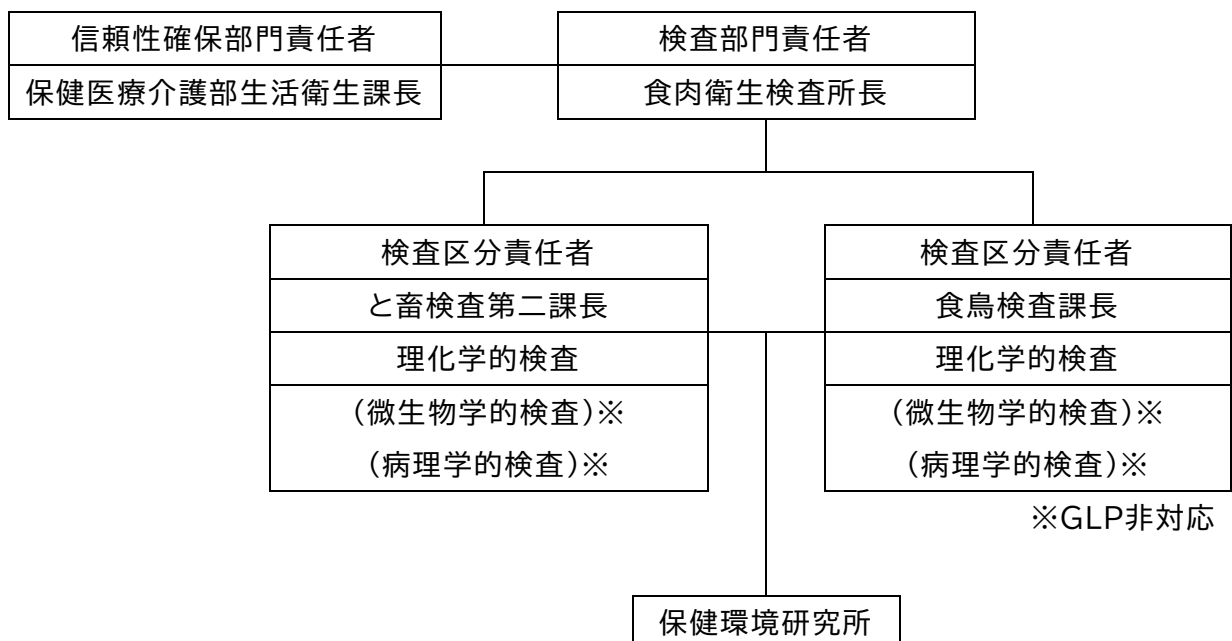 信頼性確保部門責任者
保健医療介護部生活衛生課長
検査部門責任者
食肉衛生検査所長
検査区分責任者
と畜検査第二課長
理化学的検査
（微生物学的検査）※
（病理学的検査）※
検査区分責任者
食鳥検査課長
理化学的検査
（微生物学的検査）※
（病理学的検査）※
※GLP非対応
保健環境研究所